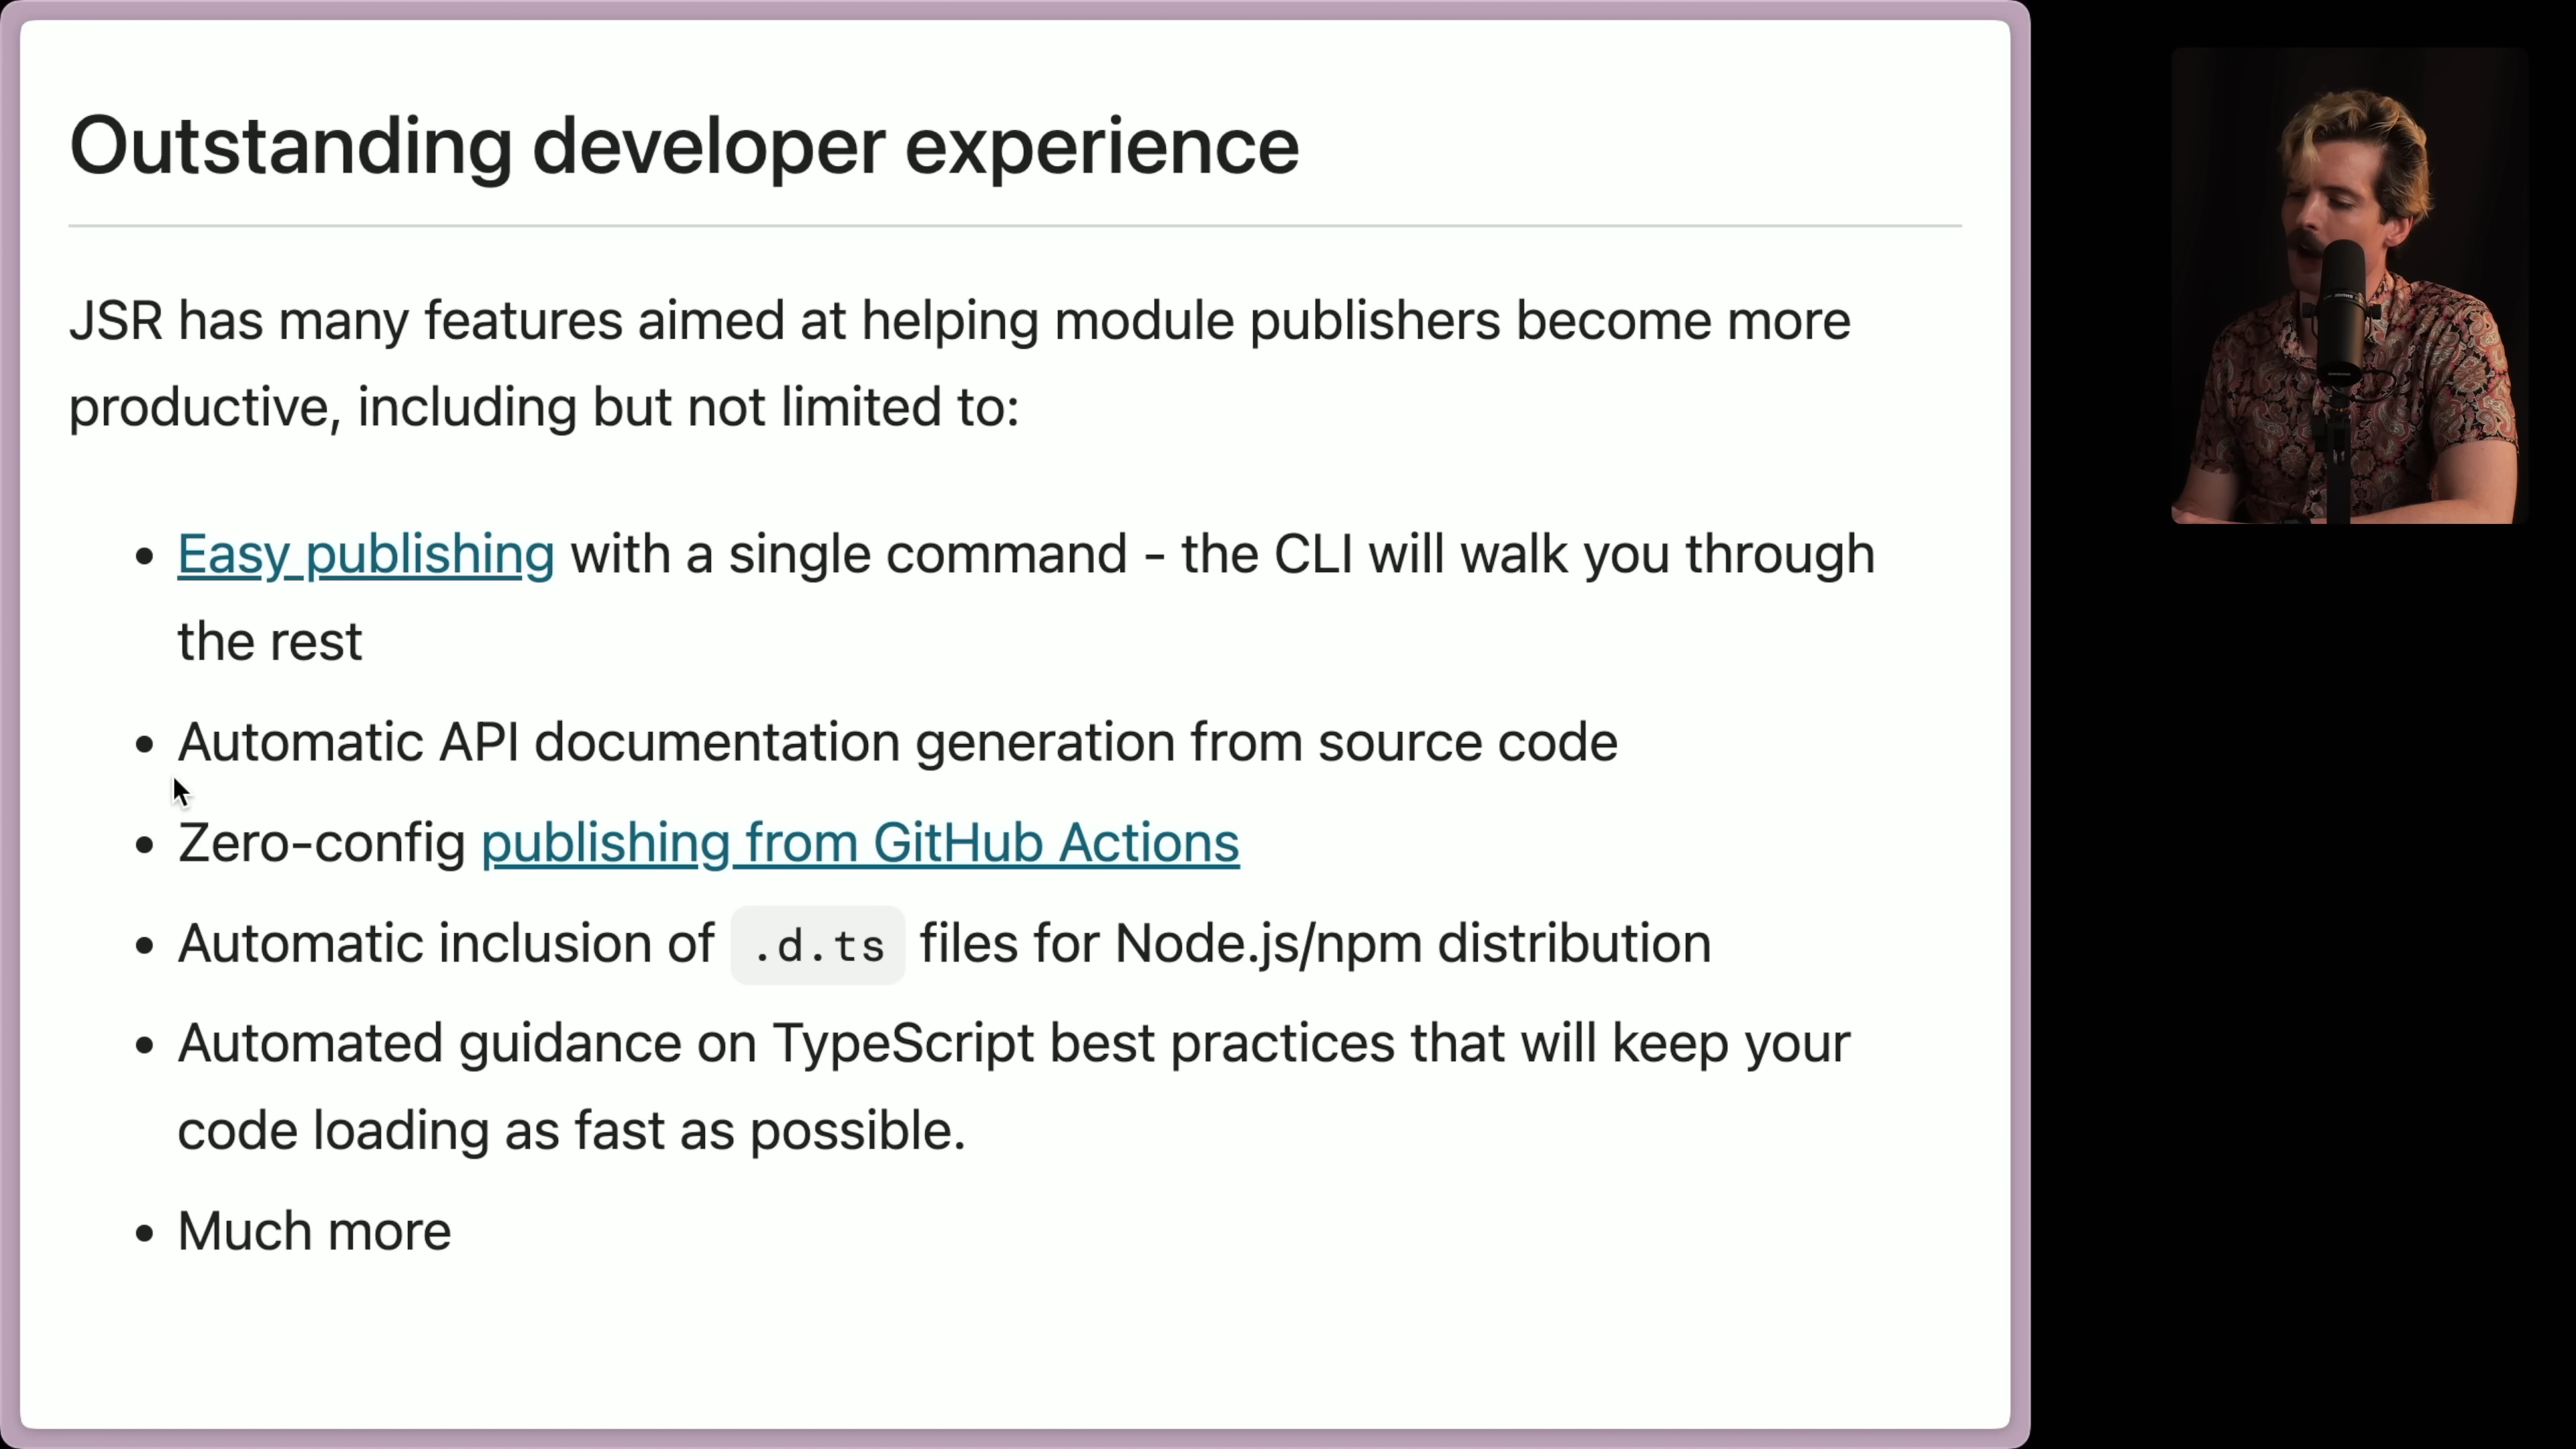 Outstanding developer experience
JSR has many features aimed at helping module publishers become more
productive, including but not limited to:
• Easy publishing with a single command - the CLI will walk you through
the rest
• Automatic API documentation generation from source code
• Zero-config publishing from GitHub Actions
• Automatic inclusion of .d.ts files for Node.js/npm distribution
• Automated guidance on TypeScript best practices that will keep your
code loading as fast as possible.
• Much more